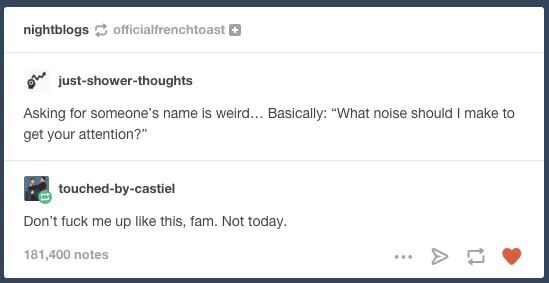 nightblogs officialfrenchtoast
just-shower-thoughts
Asking for someone's name is weird… Basically: “What noise should I make to
get your attention?”
touched-by-castiel
Don't fuck me up like this, fam. Not today.
181,400 notes